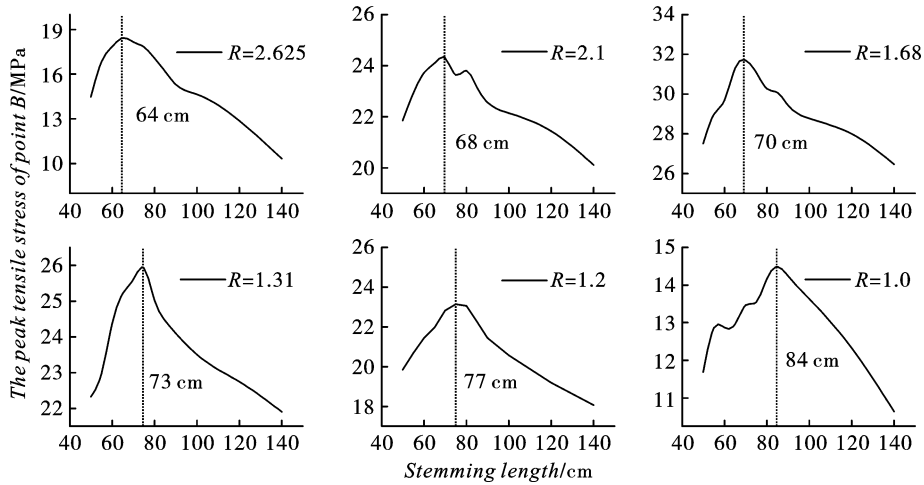 The peak tensile stress of point B/MPa
19
16
13
10
R=2.625
64 cm
40 60 80 100 120 140
26
24
22
20
R=2.1
68 cm
40 60 80 100 120 140
34
32
30
28
26
R=1.68
70 cm
40 60 80 100 120 140
26
25
24
23
22
R=1.31
73 cm
40 60 80 100 120 140
26
24
22
20
18
R=1.2
77 cm
40 60 80 100 120 140
15
14
13
12
11
R=1.0
84 cm
40 60 80 100 120 140
Stemming length/cm